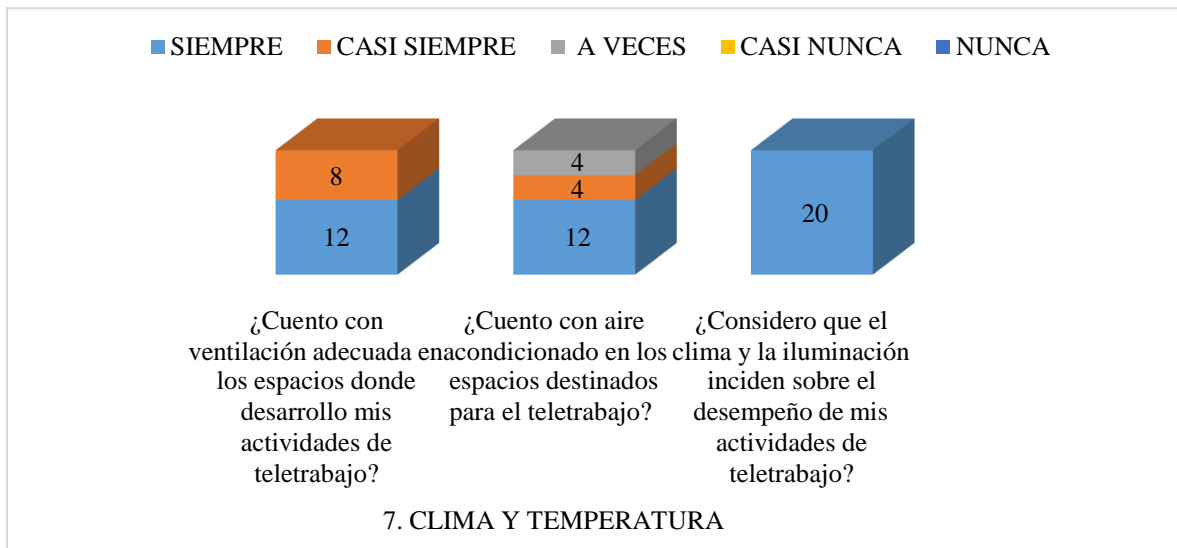 SIEMPRE CASI SIEMPRE A VECES CASI NUNCA NUNCA
8
12
4
4
12
20
¿Cuento con
ventilación adecuada en
los espacios donde
desarrollo mis
actividades de
teletrabajo?
¿Cuento con aire
acondicionado en los
espacios destinados
para el teletrabajo?
¿Considero que el
clima y la iluminación
inciden sobre el
desempeño de mis
actividades de
teletrabajo?
7. CLIMA Y TEMPERATURA